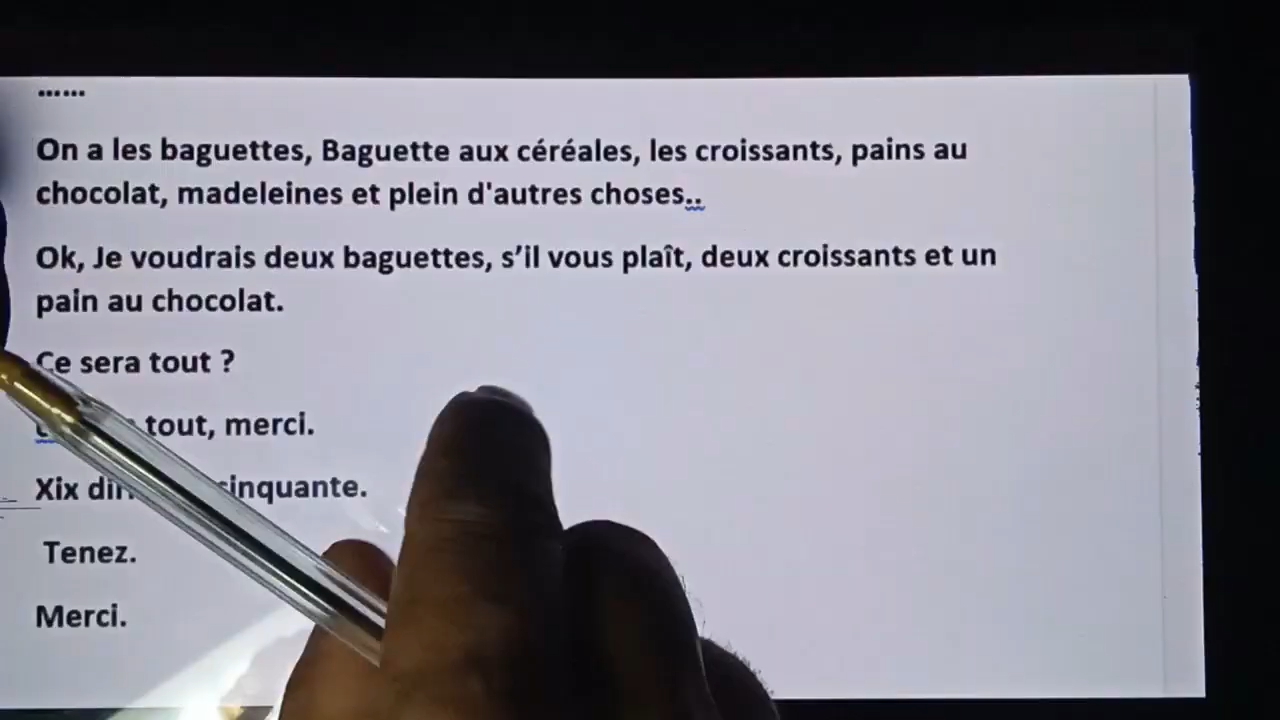 ......
On a les baguettes, Baguette aux céréales, les croissants, pains au
chocolat, madeleines et plein d'autres choses..
Ok, Je voudrais deux baguettes, s’il vous plaît, deux croissants et un
pain au chocolat.
Ce sera tout ?
tout, merci.
Xix cinquante.
Tenez.
Merci.